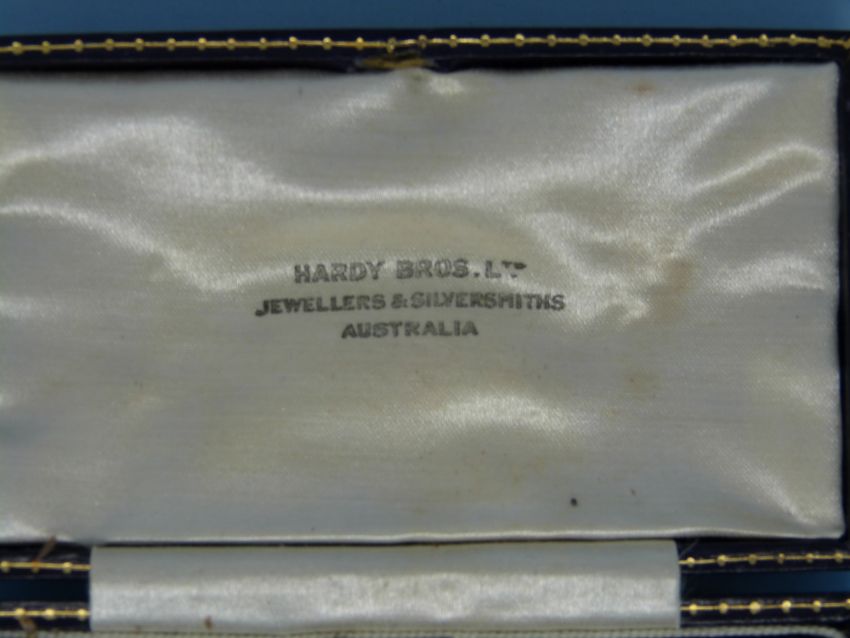 HARDY BROS. LTD
JEWELLERS & SILVERSMITHS
AUSTRALIA